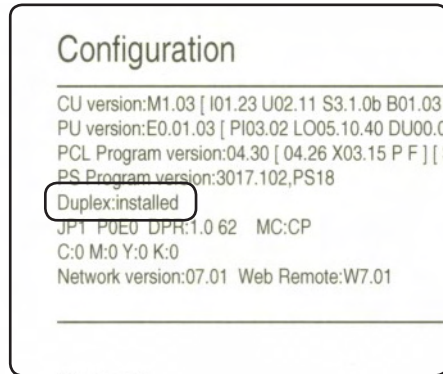 Configuration
CU version:M1.03 [ I01.23 U02.11 S3.1.0b B01.03
PU version:E0.01.03 [ PI03.02 LO05.10.40 DU00.0
PCL Program version:04.30 [ 04.26 X03.15 P F ] [
PS Program version:3017.102,PS18
Duplex:installed
JP1 P0E0 DPR:1.0 62 MC:CP
C:0 M:0 Y:0 K:0
Network version:07.01 Web Remote:W7.01